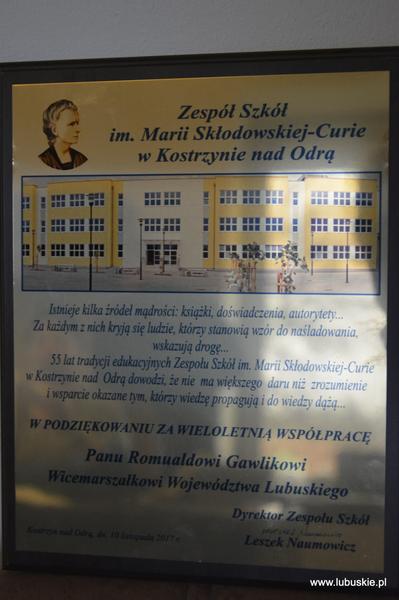 Zespół Szkół
im. Marii Skłodowskiej-Curie
w Kostrzynie nad Odrą
Istnieje kilka źródeł mądrości: książki, doświadczenia, autorytety...
Za każdym z nich kryją się ludzie, którzy stanowią wzór do naśladowania,
wskazują drogę...
55 lat tradycji edukacyjnych Zespołu Szkół im. Marii Skłodowskiej-Curie
w Kostrzynie nad Odrą dowodzi, że nie ma większego daru niż zrozumienie
i wsparcie okazane tym, którzy wiedzę propagują i do wiedzy dążą...
W PODZIĘKOWANIU ZA WIELOLETNIĄ WSPÓŁPRACĘ
Panu Romualdowi Gawlikowi
Wicemarszałkowi Województwa Lubuskiego
Dyrektor Zespołu Szkół
Leszek Naumowicz
Kostrzyn nad Odrą, dn. 10 listopada 2017 r.
www.lubuskie.pl